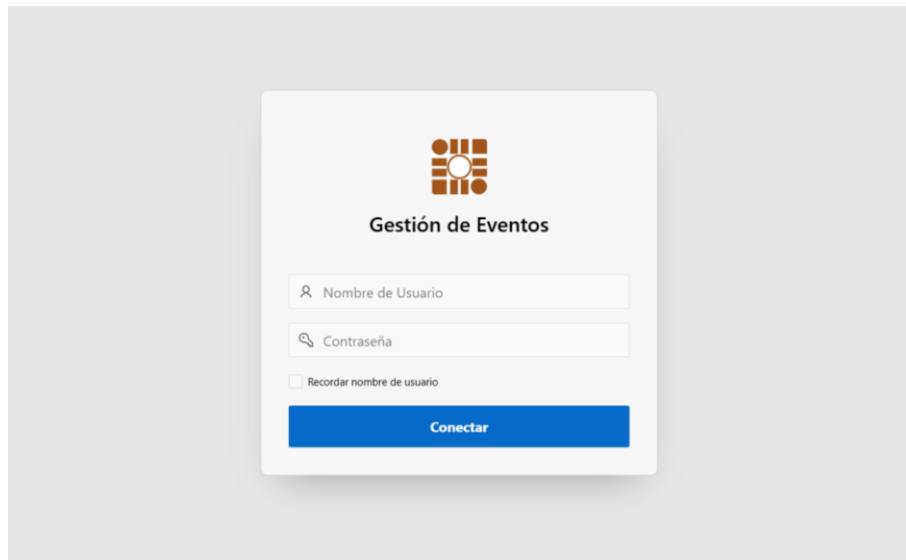 Gestión de Eventos
Nombre de Usuario
Contraseña
Recordar nombre de usuario
Conectar